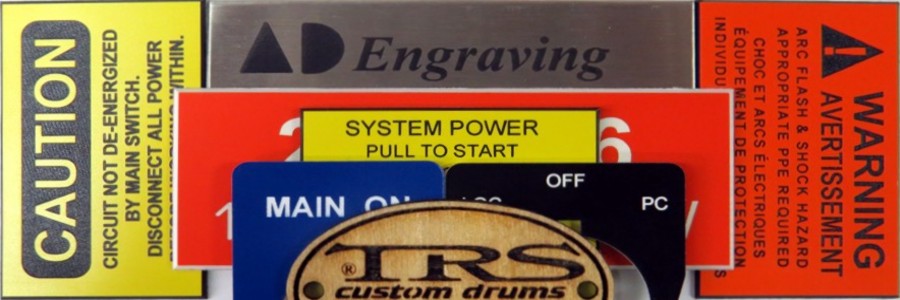 CAUTION
CIRCUIT NOT DE-ENERGIZED
BY MAIN SWITCH.
DISCONNECT ALL POWER
AD Engraving
SYSTEM POWER
PULL TO START
MAIN ON
OFF
PC
TRS
®
custom drums
WARNING
AVERTISSEMENT
ARC FLASH & SHOCK HAZARD
APPROPRIATE PPE REQUIRED
CHOC ET ARCS ÉLECTRIQUES
ÉQUIPEMENT DE PROTECTION